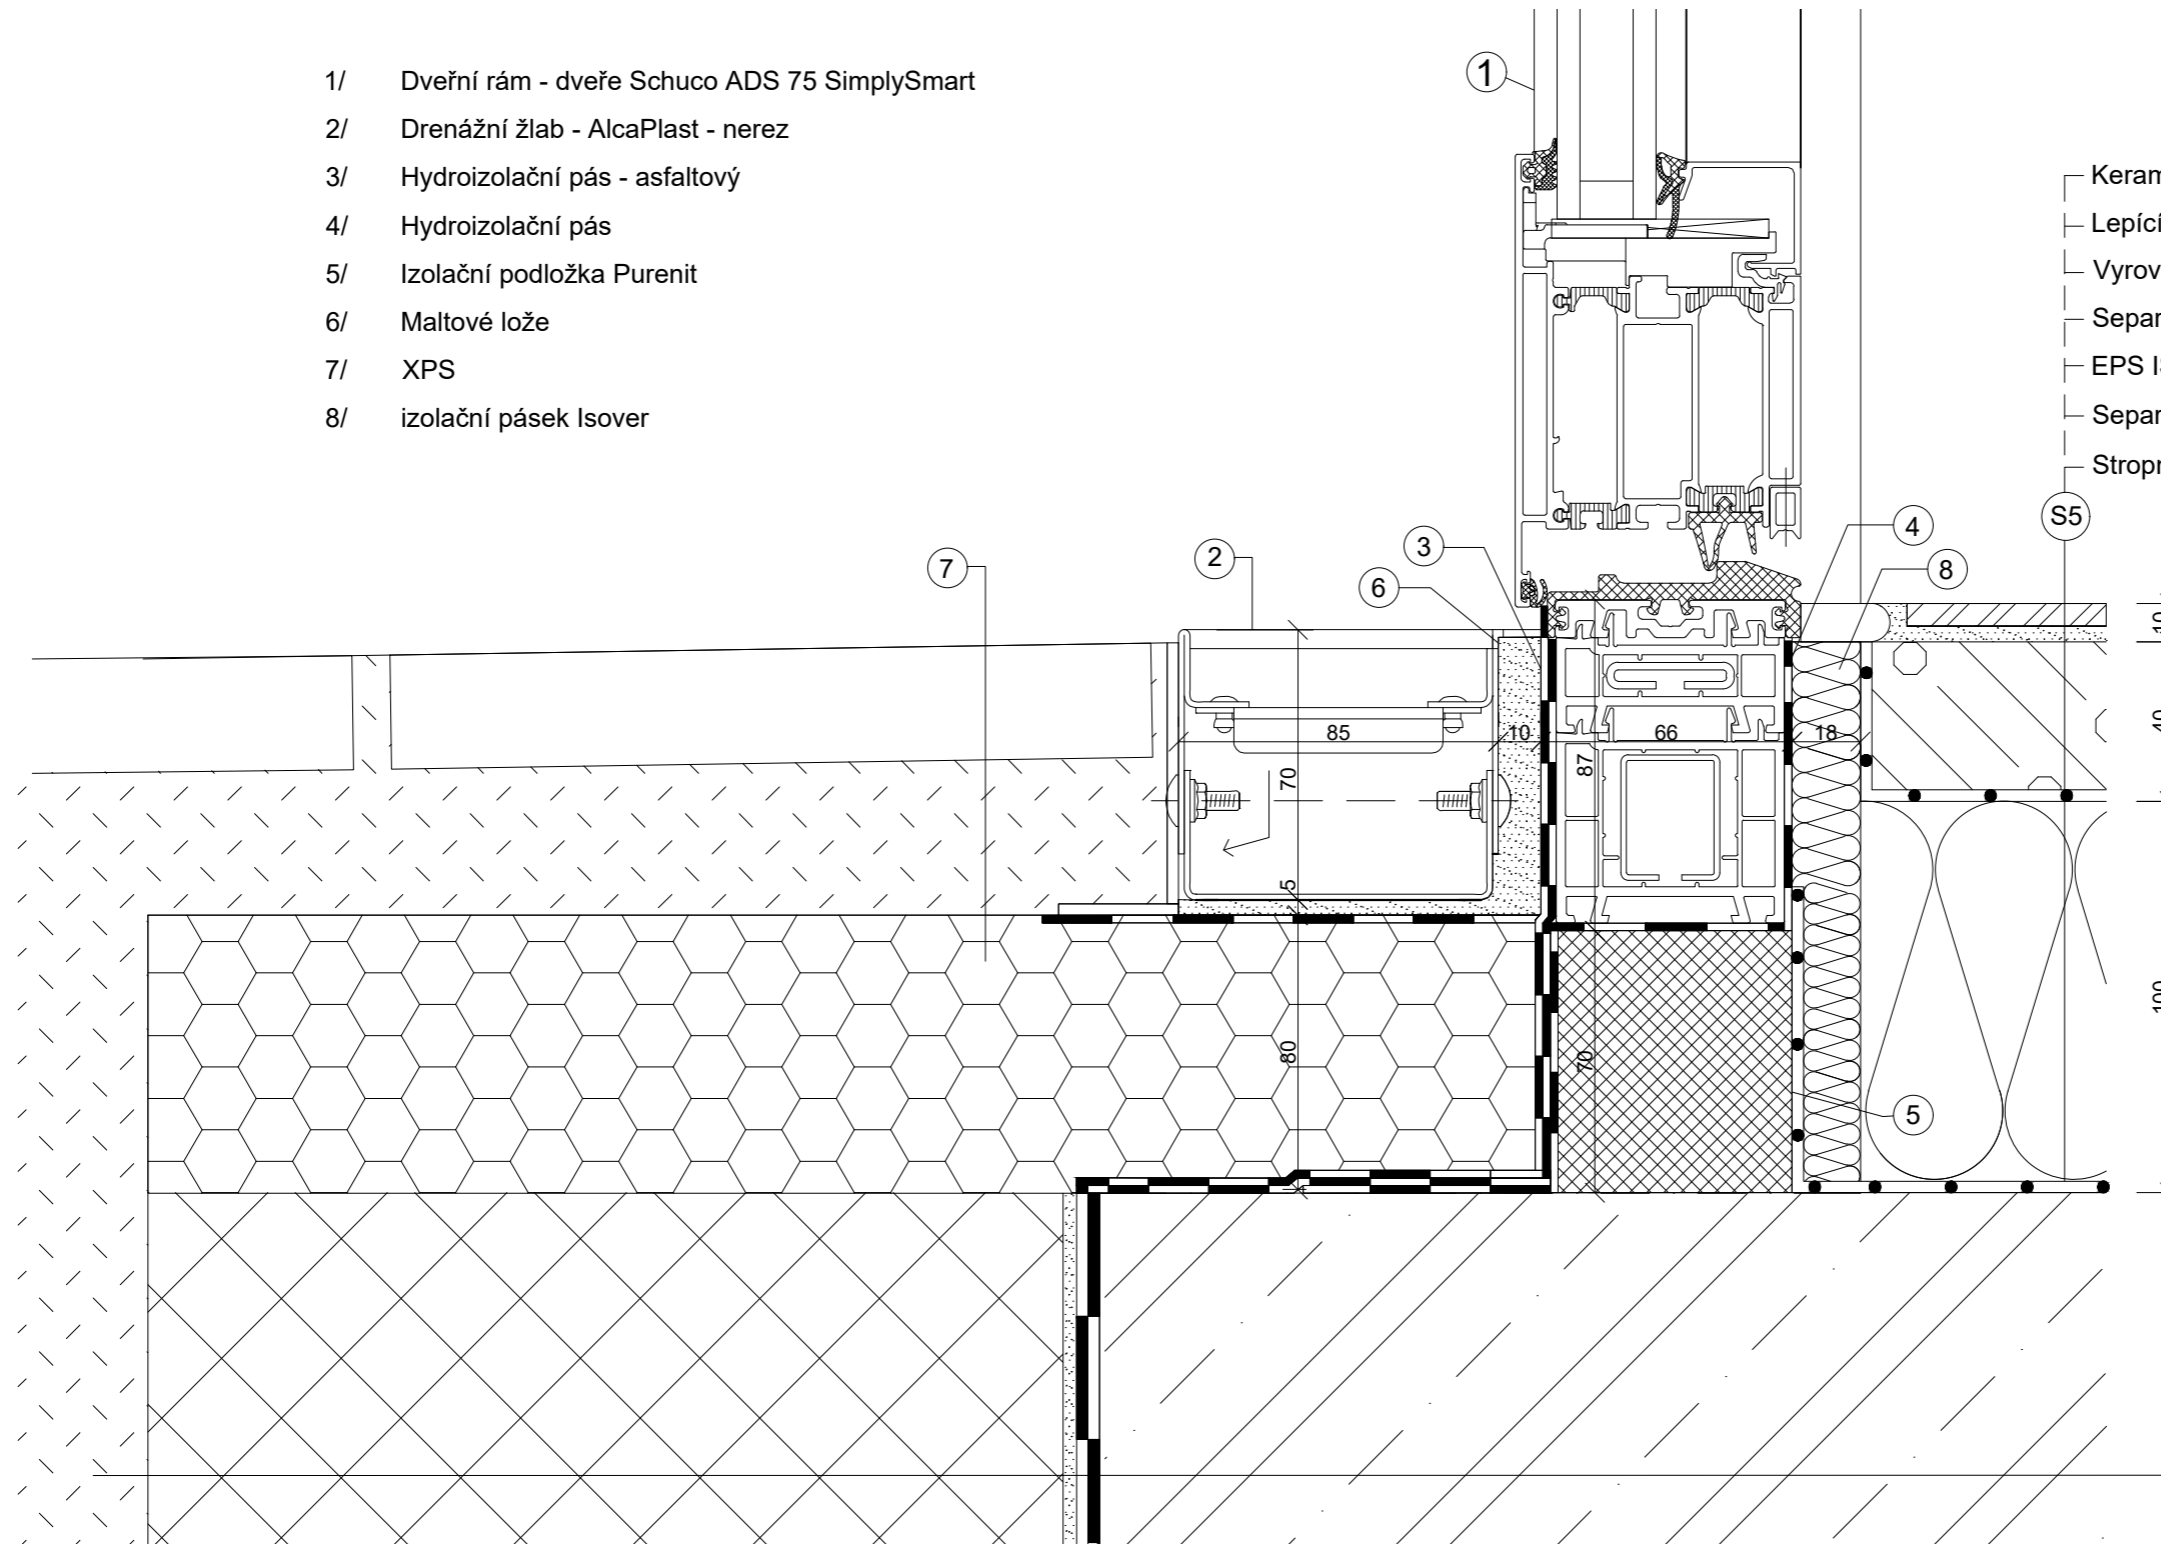 1/ Dveřní rám - dveře Schuco ADS 75 SimplySmart
2/ Drenážní žlab - AlcaPlast - nerez
3/ Hydroizolační pás - asfaltový
4/ Hydroizolační pás
5/ Izolační podložka Purenit
6/ Maltové lože
7/ XPS
8/ izolační pásek Isover
1
Keram
Lepící
Vyrov
Separ
EPS
Separ
Stropn
S5
4
3
2
7
6
8
10
85
10
66
18
40
87
70
5
100
80
70
5